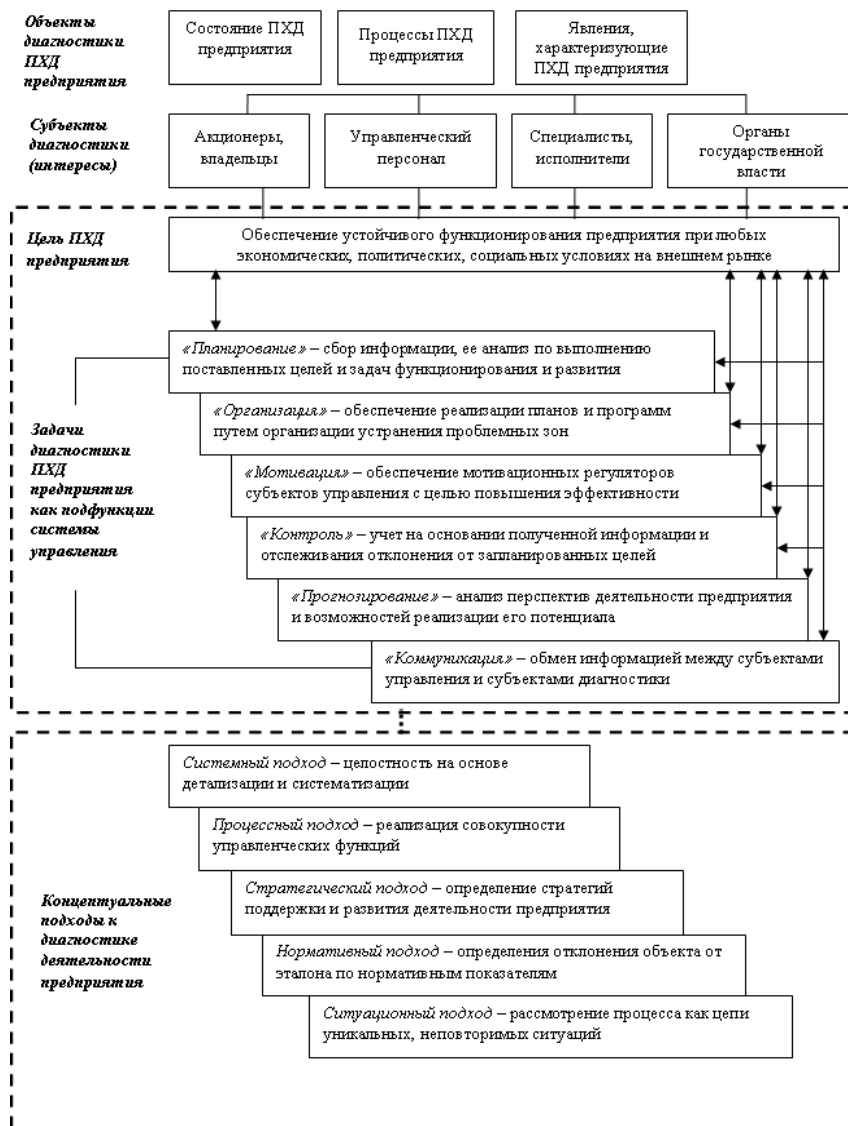 Объекты
диагностики
ПХД
предприятия
Состояние ПХД
предприятия
Процессы ПХД
предприятия
Явления,
характеризующие
ПХД предприятия
Субъекты
диагностики
(интересы)
Акционеры,
владельцы
Управленческий
персонал
Специалисты,
исполнители
Органы
государственной
власти
Цель ПХД
предприятия
Обеспечение устойчивого функционирования предприятия при любых
экономических, политических, социальных условиях на внешнем рынке
Задачи
диагностики
ПХД
предприятия
как подфункции
системы
управления
«Планирование» – сбор информации, ее анализ по выполнению
поставленных целей и задач функционирования и развития
«Организация» – обеспечение реализации планов и программ
путем организации устранения проблемных зон
«Мотивация» – обеспечение мотивационных регуляторов
субъектов управления с целью повышения эффективности
«Контроль» – учет на основании полученной информации и
отслеживания отклонения от запланированных целей
«Прогнозирование» – анализ перспектив деятельности предприятия
и возможностей реализации его потенциала
«Коммуникация» – обмен информацией между субъектами
управления и субъектами диагностики
Концептуальные
подходы к
диагностике
деятельности
предприятия
Системный подход – целостность на основе
детализации и систематизации
Процессный подход – реализация совокупности
управленческих функций
Стратегический подход – определение стратегий
поддержки и развития деятельности предприятия
Нормативный подход – определения отклонения объекта от
эталона по нормативным показателям
Ситуационный подход – рассмотрение процесса как цепи
уникальных, неповторимых ситуаций